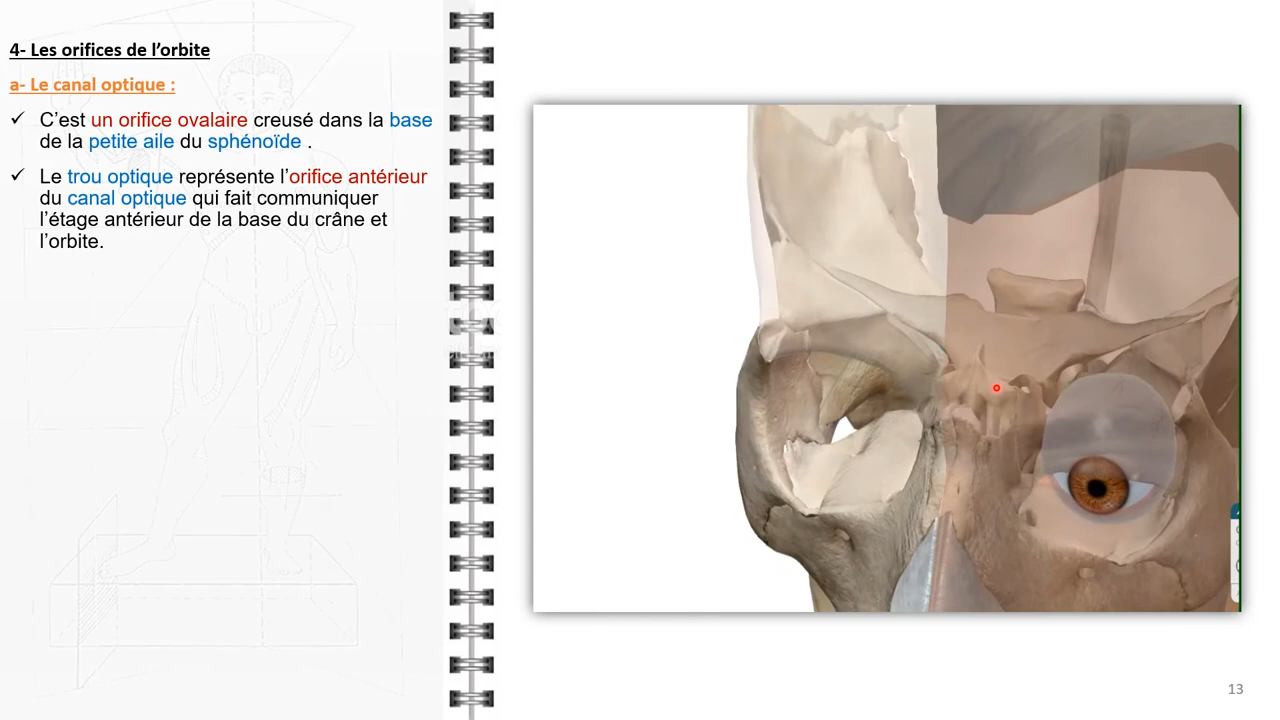 4- Les orifices de l’orbite
a- Le canal optique :
✓ C’est un orifice ovalaire creusé dans la base
de la petite aile du sphénoïde .
✓ Le trou optique représente l’orifice antérieur
du canal optique qui fait communiquer
l’étage antérieur de la base du crâne et
l’orbite.
13